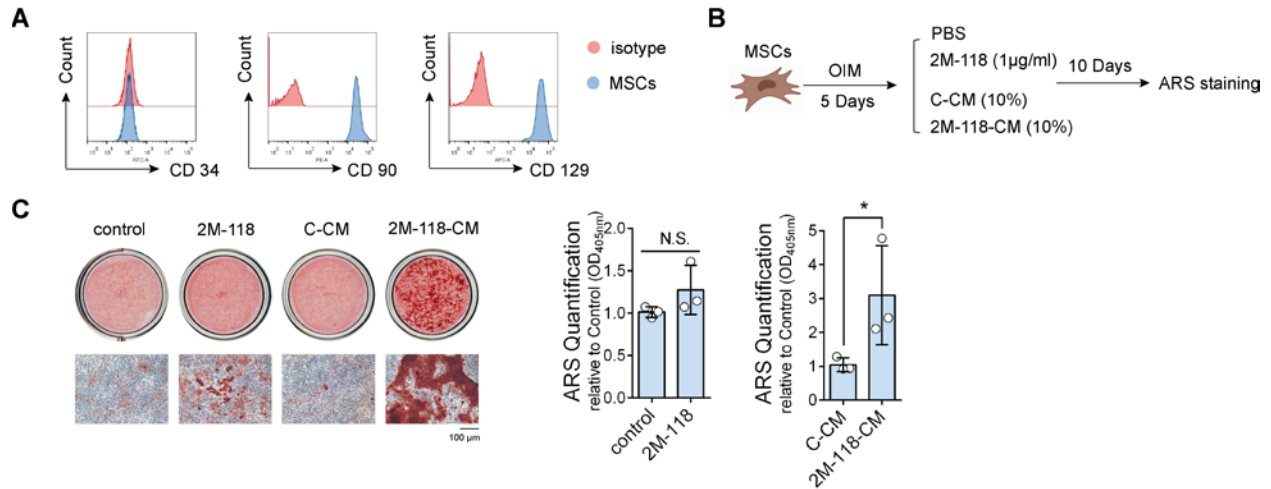 A
Count
CD 34
FITC-A
Count
CD 90
PB-A
Count
CD 129
APC-A
isotype
MSCs
B
MSCs
OIM
5 Days
PBS
2M-118 (1μg/ml)
C-CM (10%)
2M-118-CM (10%)
10 Days
ARS staining
C
control
2M-118
C-CM
2M-118-CM
100 μm
ARS Quantification
relative to Control (OD405nm)
2.0
1.5
1.0
0.5
0.0
N.S.
control
2M-118
ARS Quantification
relative to Control (OD405nm)
5
4
3
2
1
0
*
C-CM
2M-118-CM